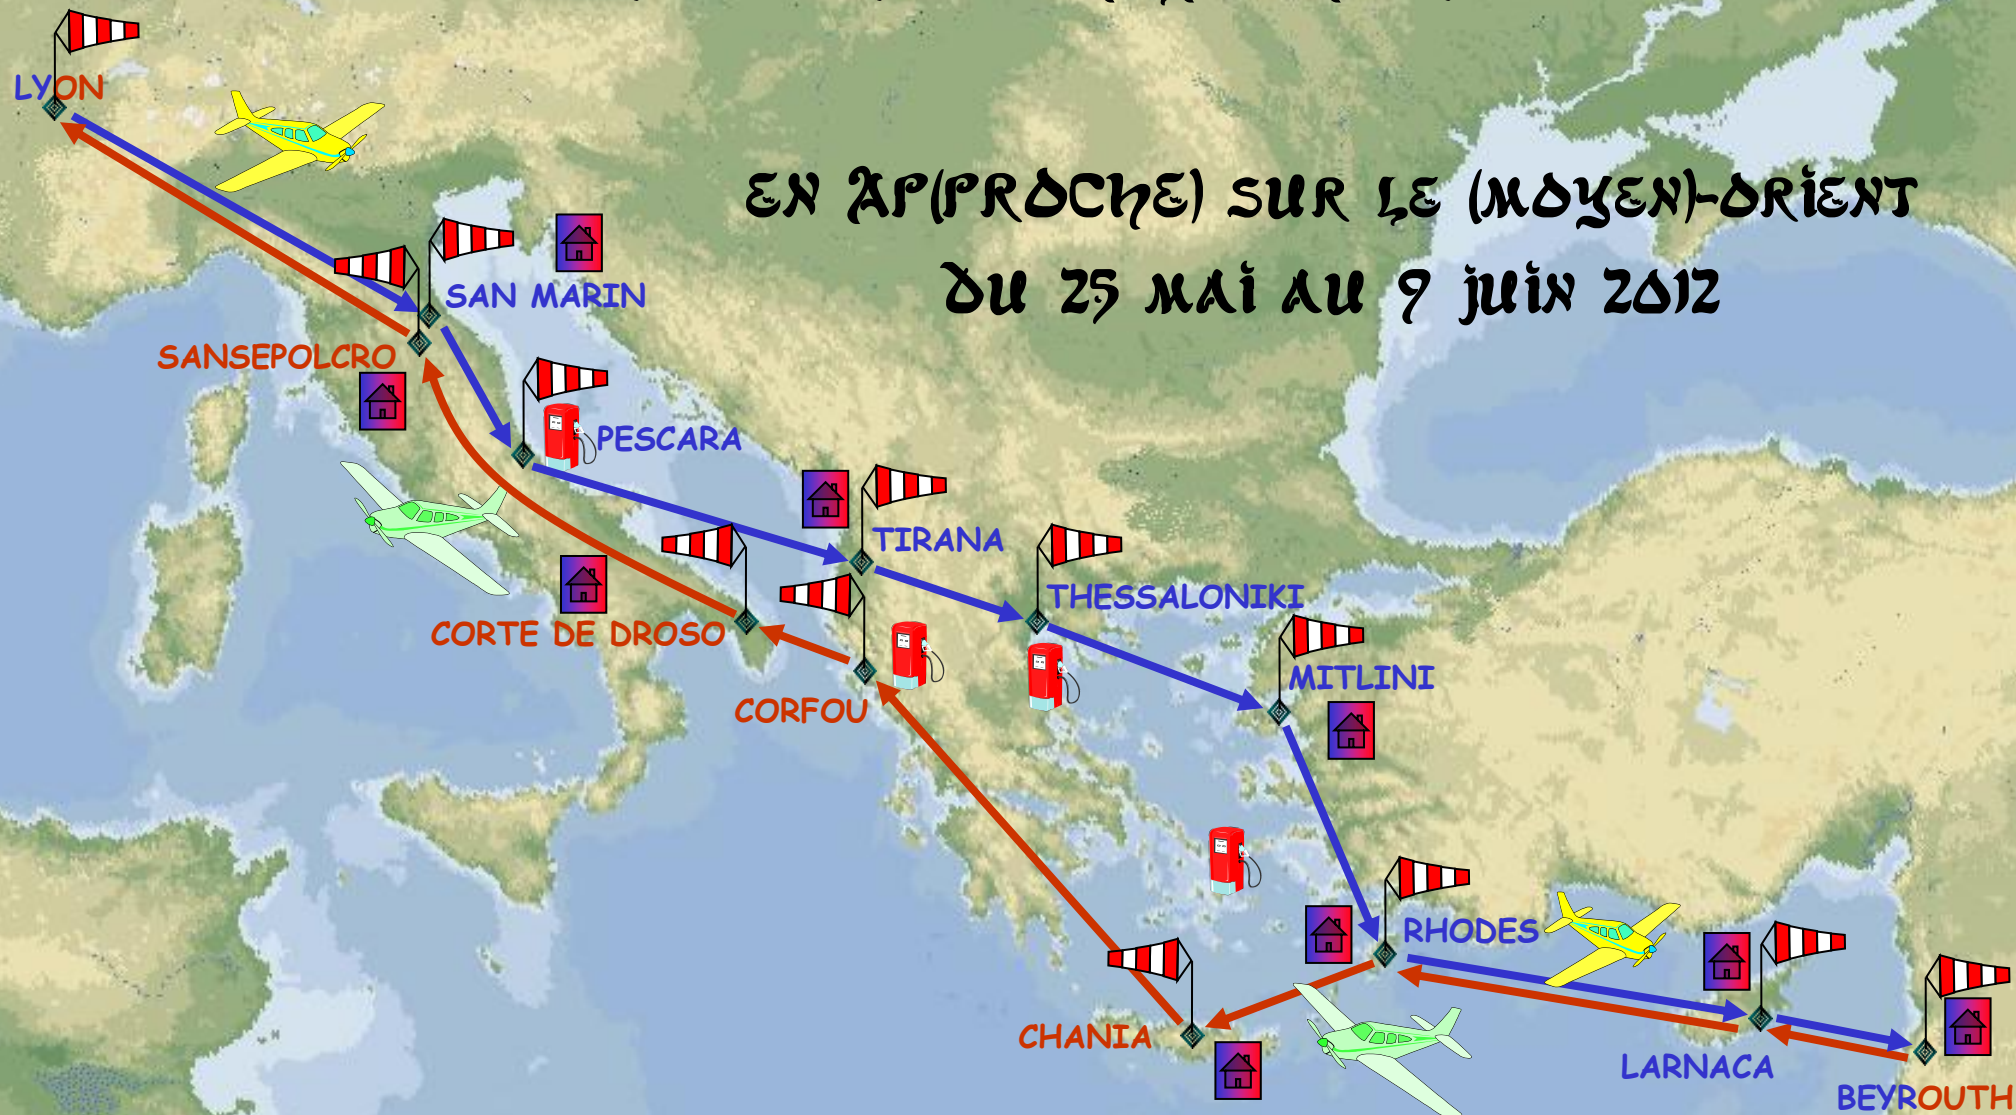 EN AP(PROCHE) SUR LE (MOYEN)-ORIENT
DU 25 MAI AU 9 JUIN 2012
LYON
SAN MARIN
SANSEPOLCRO
PESCARA
TIRANA
THESSALONIKI
CORTE DE DROSO
MITLINI
CORFOU
RHODES
CHANIA
LARNACA
BEYROUTH